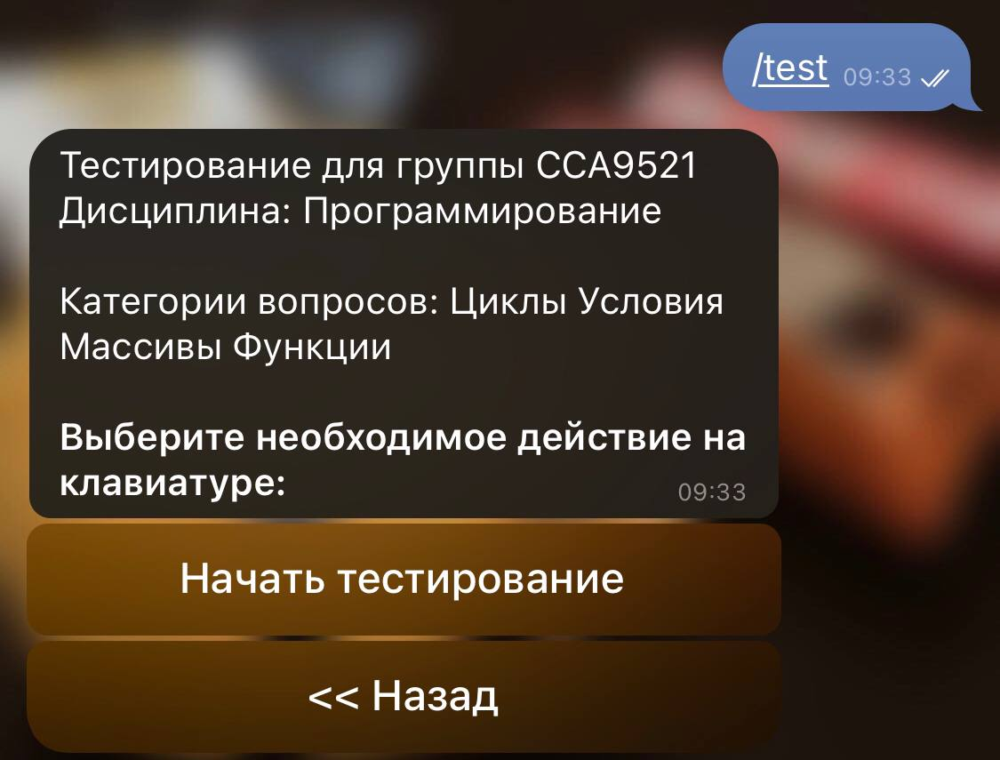 /test 09:33
Тестирование для группы ССА9521
Дисциплина: Программирование
Категории вопросов: Циклы Условия
Массивы Функции
Выберите необходимое действие на
клавиатуре:
09:33
Начать тестирование
<< Назад